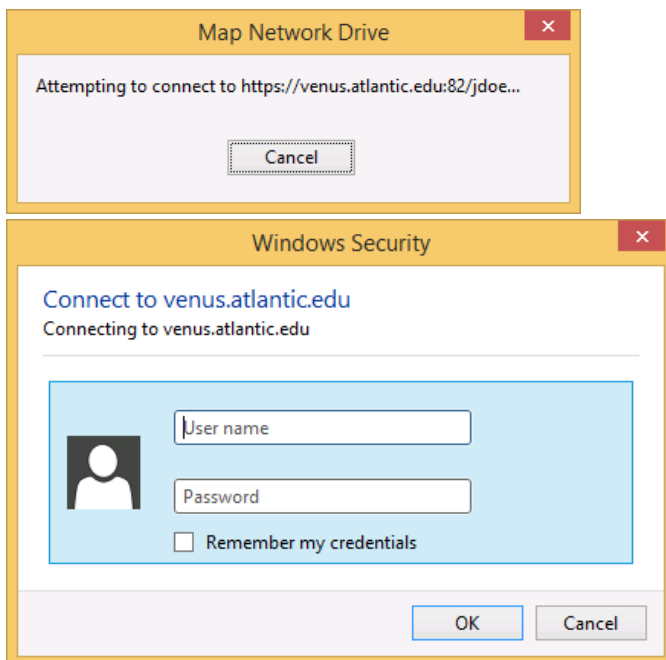 Map Network Drive
Attempting to connect to https://venus.atlantic.edu:82/jdoe...
Cancel
Windows Security
Connect to venus.atlantic.edu
Connecting to venus.atlantic.edu
User name
Password
Remember my credentials
OK Cancel